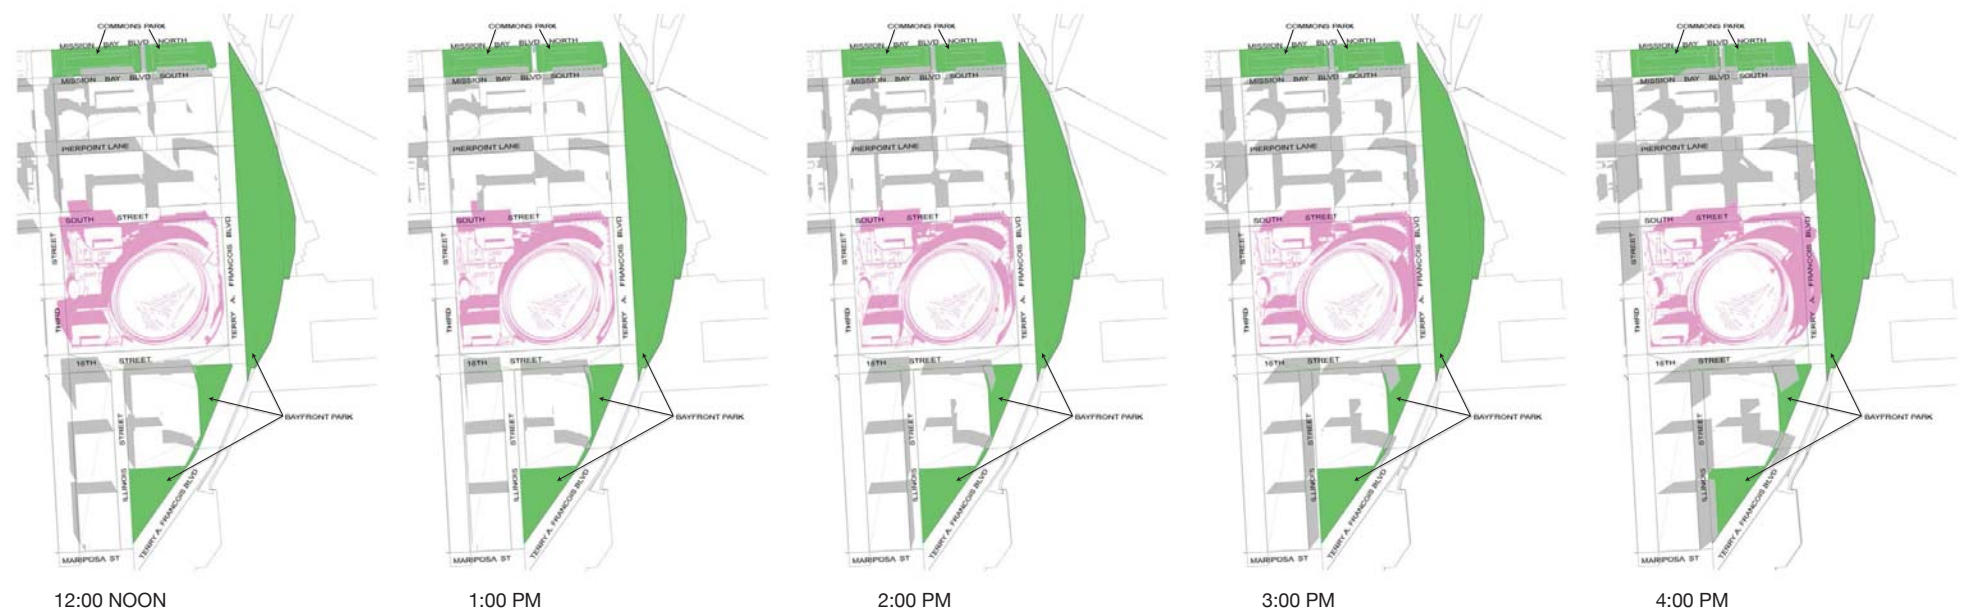 COMMONS PARK
MISSION BAY BLVD NORTH
MISSION BAY BLVD SOUTH
PIERPOINT LANE
SOUTH STREET
THIRD STREET
TERRY A. FRANCOIS BLVD
16TH STREET
BAYFRONT PARK
ILLINOIS STREET
TERRY A. FRANCOIS BLVD
MARIPOSA ST
12:00 NOON
COMMONS PARK
MISSION BAY BLVD NORTH
MISSION BAY BLVD SOUTH
PIERPOINT LANE
SOUTH STREET
THIRD STREET
TERRY A. FRANCOIS BLVD
16TH STREET
BAYFRONT PARK
ILLINOIS STREET
TERRY A. FRANCOIS BLVD
MARIPOSA ST
1:00 PM
COMMONS PARK
MISSION BAY BLVD NORTH
MISSION BAY BLVD SOUTH
PIERPOINT LANE
SOUTH STREET
THIRD STREET
TERRY A. FRANCOIS BLVD
16TH STREET
BAYFRONT PARK
ILLINOIS STREET
TERRY A. FRANCOIS BLVD
MARIPOSA ST
2:00 PM
COMMONS PARK
MISSION BAY BLVD NORTH
MISSION BAY BLVD SOUTH
PIERPOINT LANE
SOUTH STREET
THIRD STREET
TERRY A. FRANCOIS BLVD
16TH STREET
BAYFRONT PARK
ILLINOIS STREET
TERRY A. FRANCOIS BLVD
MARIPOSA ST
3:00 PM
COMMONS PARK
MISSION BAY BLVD NORTH
MISSION BAY BLVD SOUTH
PIERPOINT LANE
SOUTH STREET
THIRD STREET
TERRY A. FRANCOIS BLVD
16TH STREET
BAYFRONT PARK
ILLINOIS STREET
TERRY A. FRANCOIS BLVD
MARIPOSA ST
4:00 PM